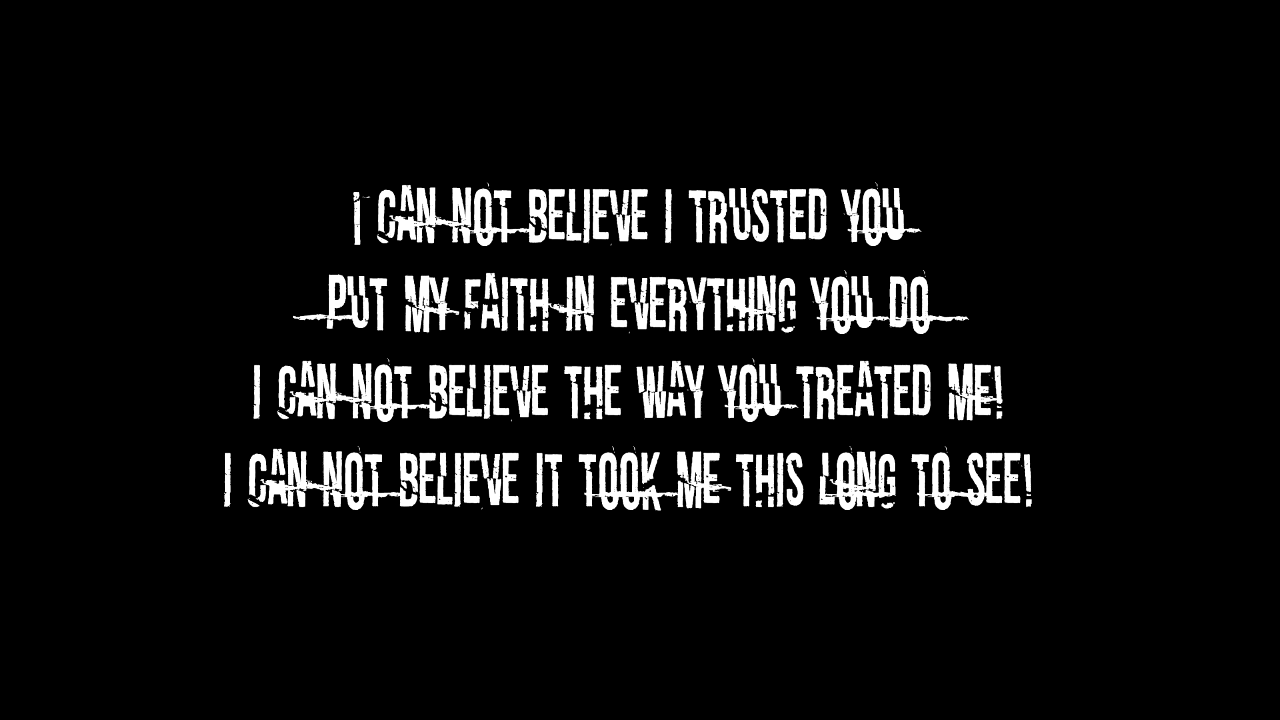 I CAN NOT BELIEVE I TRUSTED YOU
PUT MY FAITH IN EVERYTHING YOU DO
I CAN NOT BELIEVE THE WAY YOU TREATED ME!
I CAN NOT BELIEVE IT TOOK ME THIS LONG TO SEE!